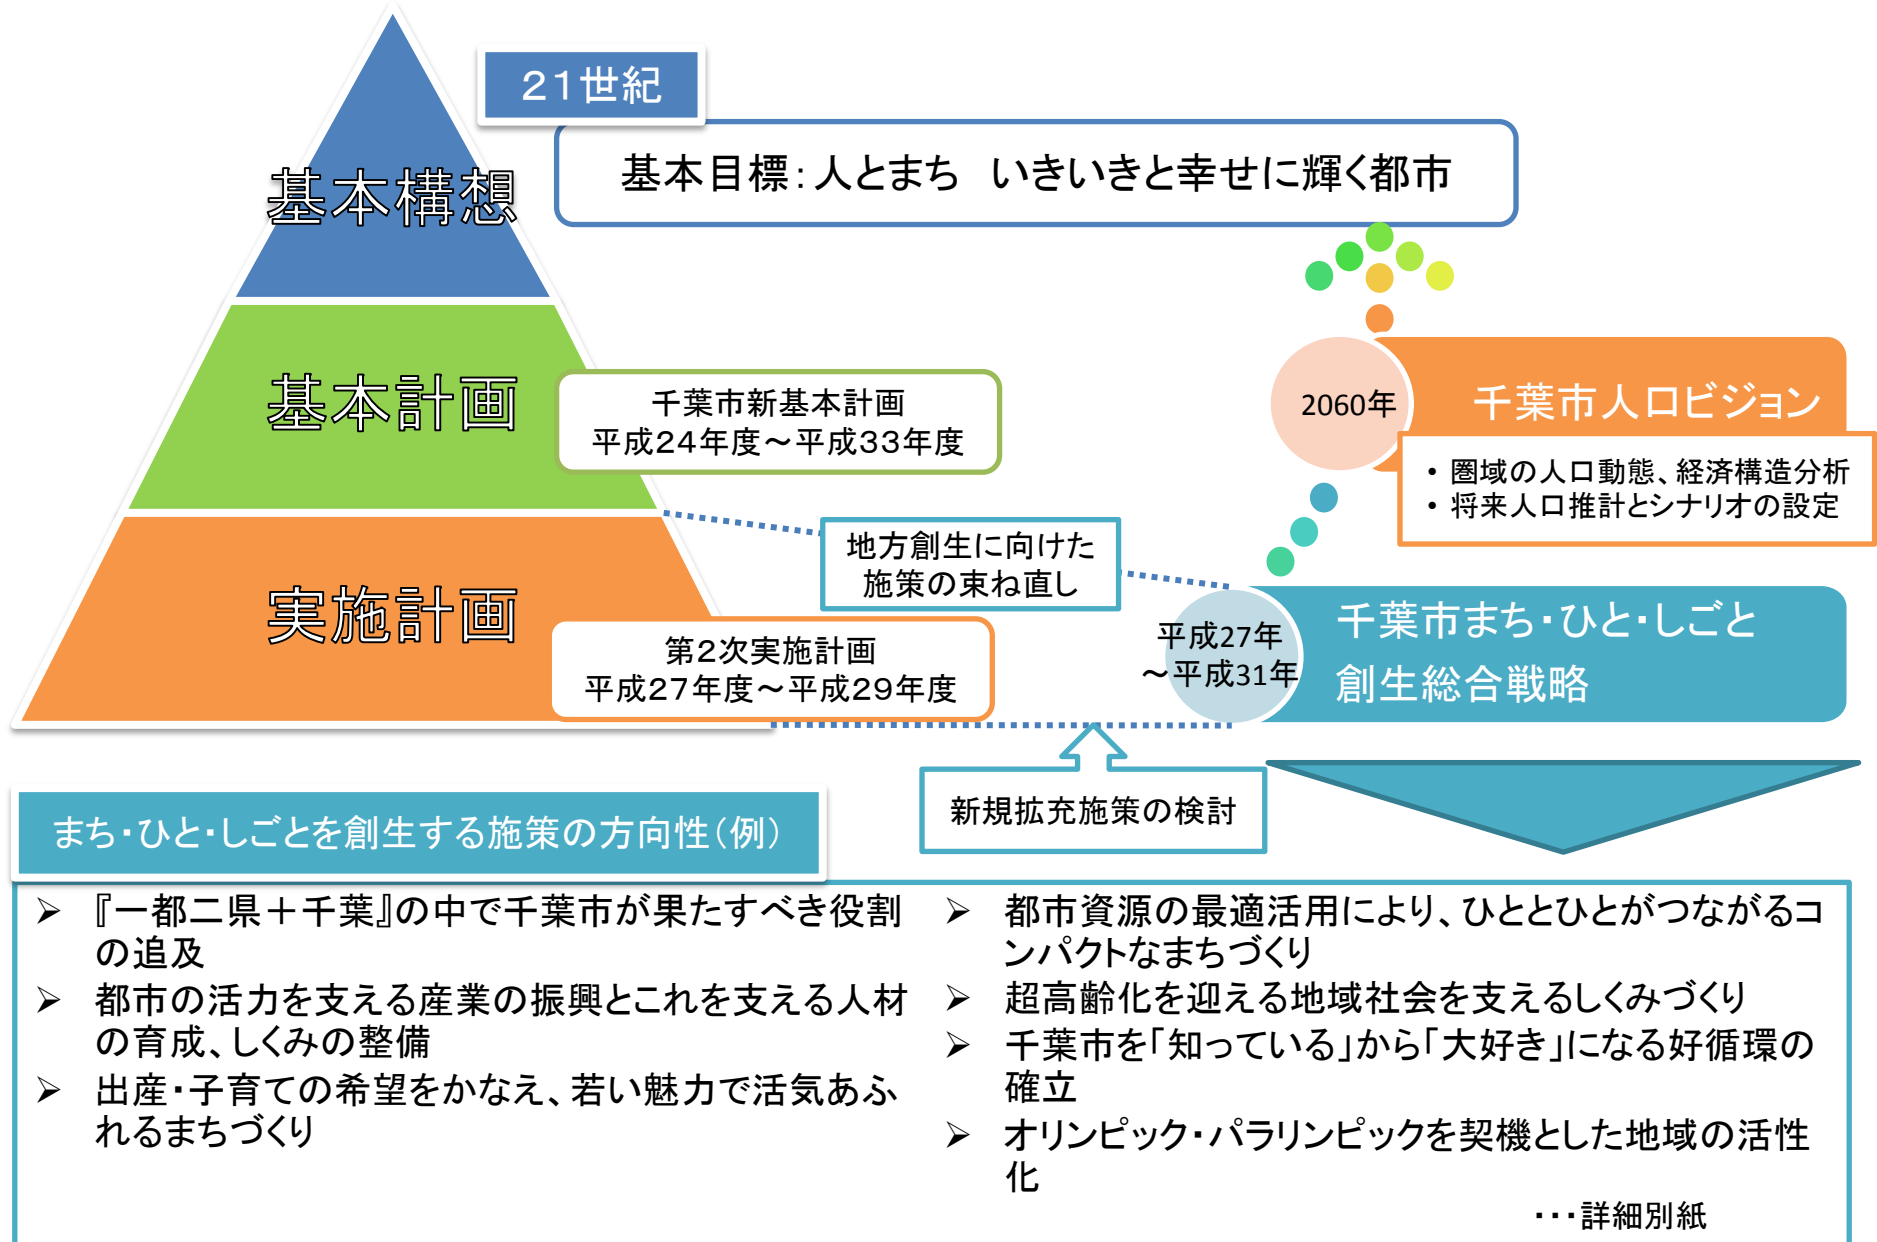 21世紀
基本目標：人とまち　いきいきと幸せに輝く都市
基本構想
基本計画
千葉市新基本計画
平成24年度～平成33年度
2060年
千葉市人口ビジョン
・圏域の人口動態、経済構造分析
・将来人口推計とシナリオの設定
地方創生に向けた
施策の束ね直し
実施計画
第2次実施計画
平成27年度～平成29年度
平成27年
～平成31年
千葉市まち・ひと・しごと
創生総合戦略
新規拡充施策の検討
まち・ひと・しごとを創生する施策の方向性（例）
➢ 『一都二県＋千葉』の中で千葉市が果たすべき役割
の追及
➢ 都市の活力を支える産業の振興とこれを支える人材
の育成、しくみの整備
➢ 出産・子育ての希望をかなえ、若い魅力で活気あふ
れるまちづくり
➢ 都市資源の最適活用により、ひととひとがつながるコ
ンパクトなまちづくり
➢ 超高齢化を迎える地域社会を支えるしくみづくり
➢ 千葉市を「知っている」から「大好き」になる好循環の
確立
➢ オリンピック・パラリンピックを契機とした地域の活性
化
・・・詳細別紙